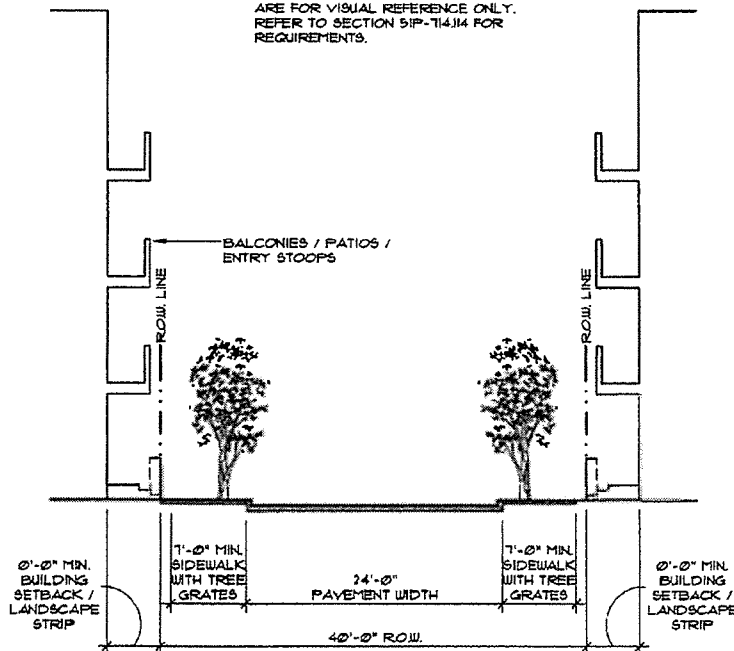 ARE FOR VISUAL REFERENCE ONLY.
REFER TO SECTION 51P-714.114 FOR
REQUIREMENTS.
BALCONIES / PATIOS /
ENTRY STOOPS
R.O.W. LINE
R.O.W. LINE
0'-0" MIN.
BUILDING
SETBACK /
LANDSCAPE
STRIP
7'-0" MIN.
SIDEWALK
WITH TREE
GRATES
24'-0"
PAVEMENT WIDTH
7'-0" MIN.
SIDEWALK
WITH TREE
GRATES
0'-0" MIN.
BUILDING
SETBACK /
LANDSCAPE
STRIP
40'-0" R.O.W.